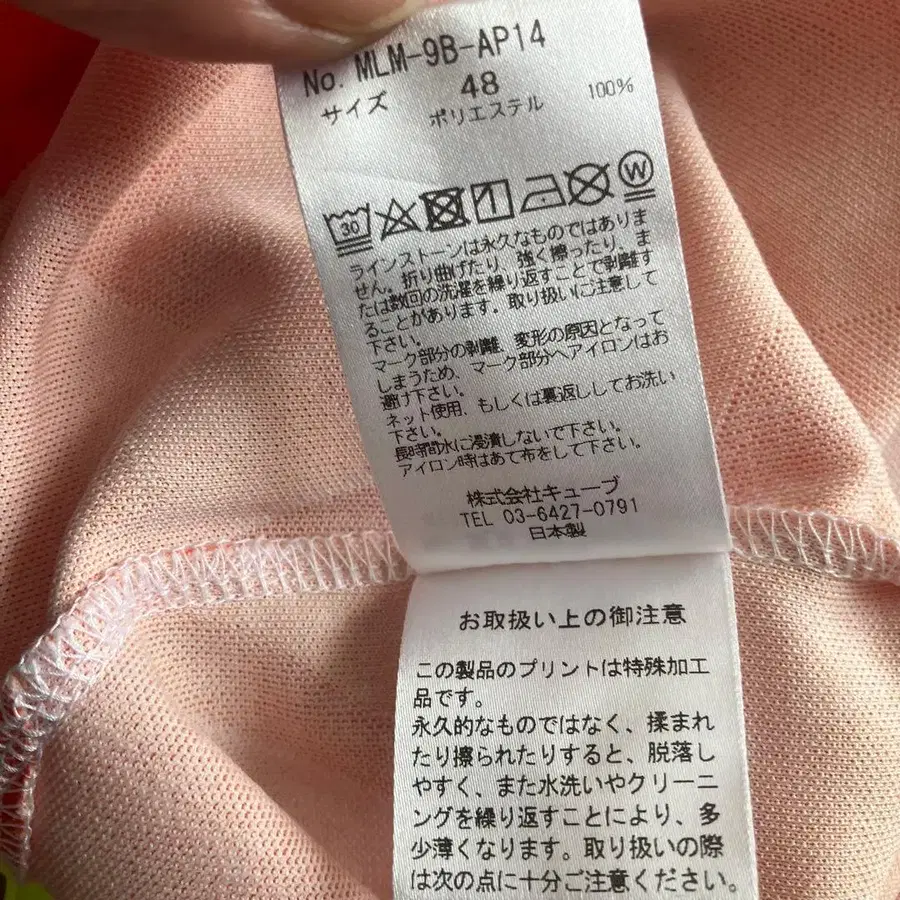 No. MLM-9B-AP14
サイズ 48
ポリエステル 100%
30
W
ラインストーンは永久なものではありま
せん。折り曲げたり、強く擦ったり、ま
たは数回の洗濯を繰り返すことで剥離す
ることがあります。取り扱いにご注意して
下さい。
マーク部分の剥離、変形の原因となって
しまうため、マーク部分へアイロンはお
避け下さい。
ネット使用、もしくは裏返ししてお洗い
下さい。
長時間水に浸漬しないで下さい。
アイロン時はあて布をして下さい。
株式会社キューブ
TEL 03-6427-0791
日本製
お取扱い上の御注意
この製品のプリントは特殊加工
品です。
永久的なものではなく、揉まれ
たり擦られたりすると、脱落し
やすく、また水洗いやクリーニ
ングを繰り返すことにより、多
少薄くなります。取り扱いの際
は次の点に十分ご注意ください。